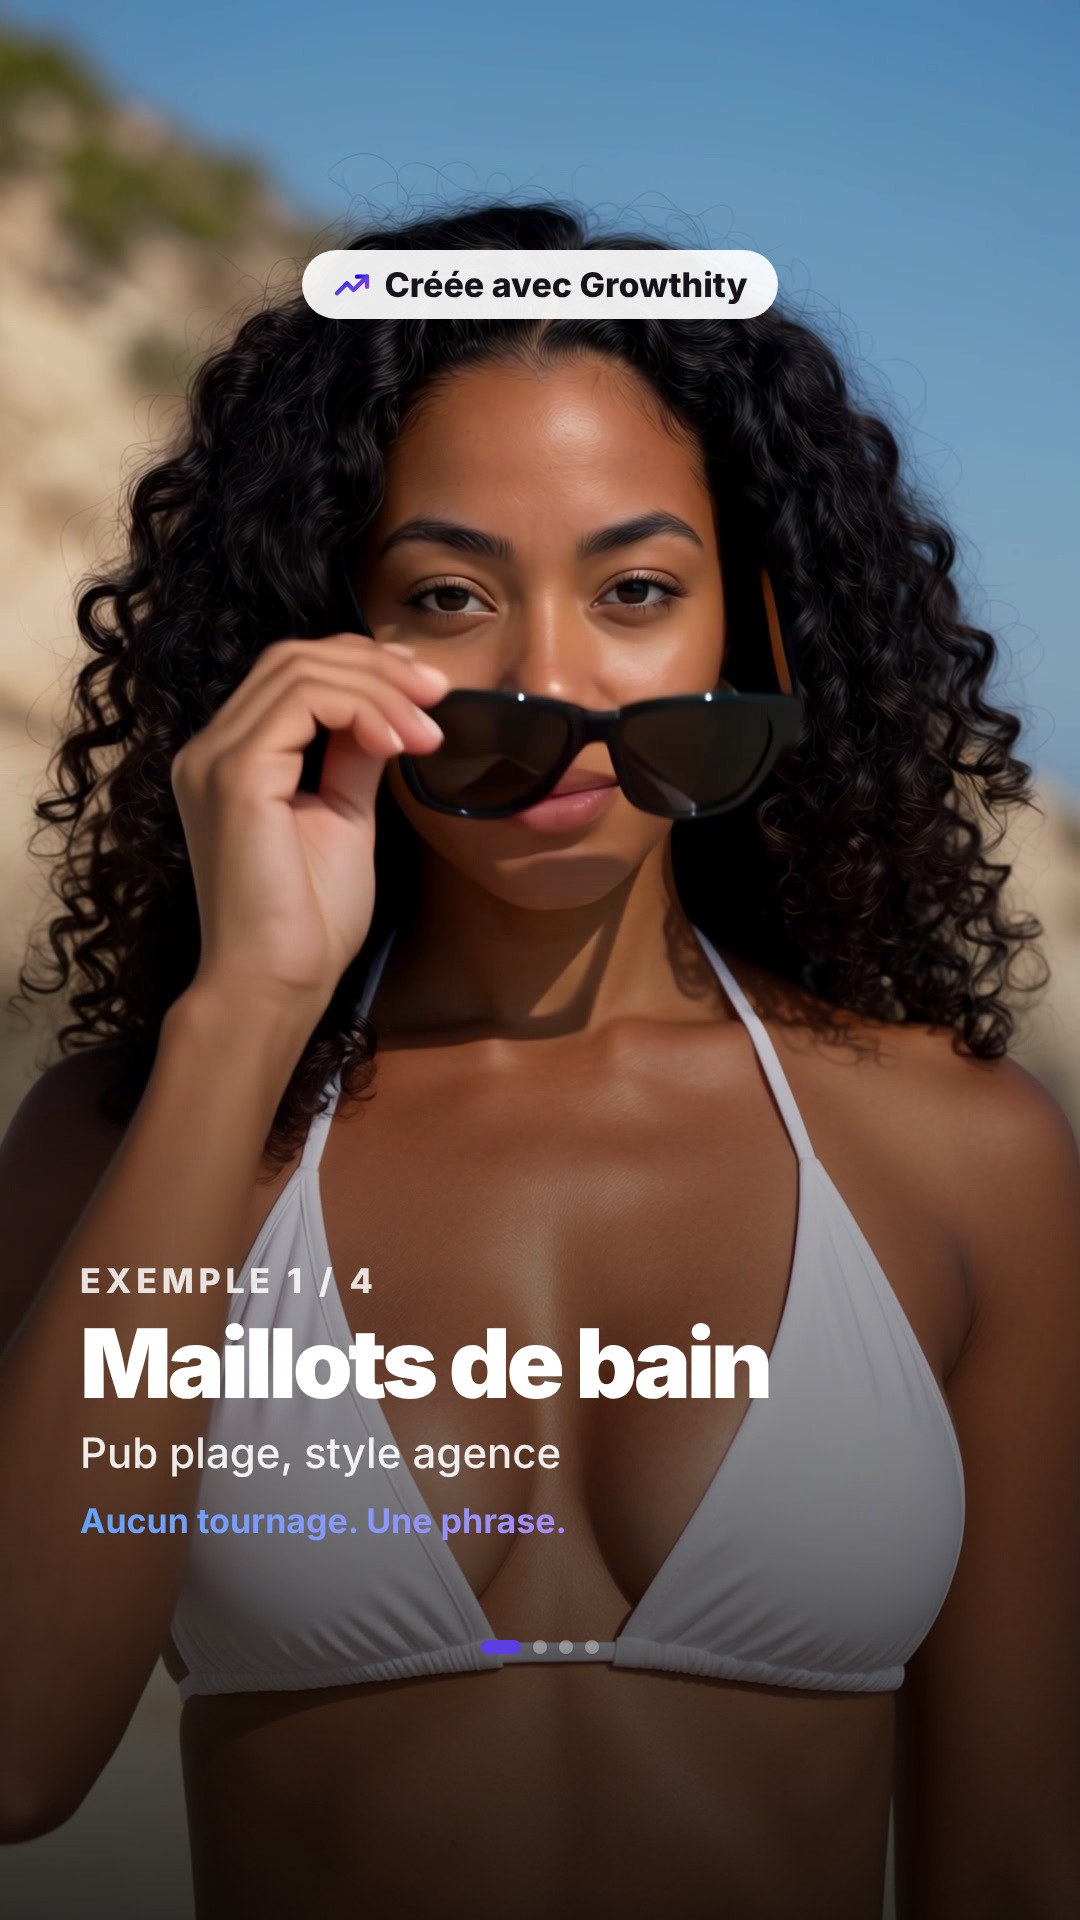 Créée avec Growthity
EXEMPLE 1 / 4
Maillots de bain
Pub plage, style agence
Aucun tournage. Une phrase.